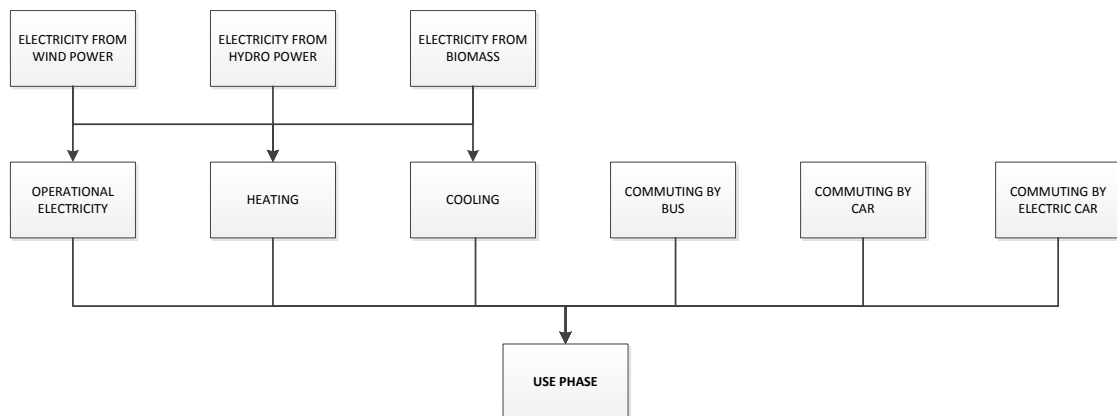 ELECTRICITY FROM
WIND POWER
ELECTRICITY FROM
HYDRO POWER
ELECTRICITY FROM
BIOMASS
OPERATIONAL
ELECTRICITY
HEATING
COOLING
COMMUTING BY
BUS
COMMUTING BY
CAR
COMMUTING BY
ELECTRIC CAR
USE PHASE